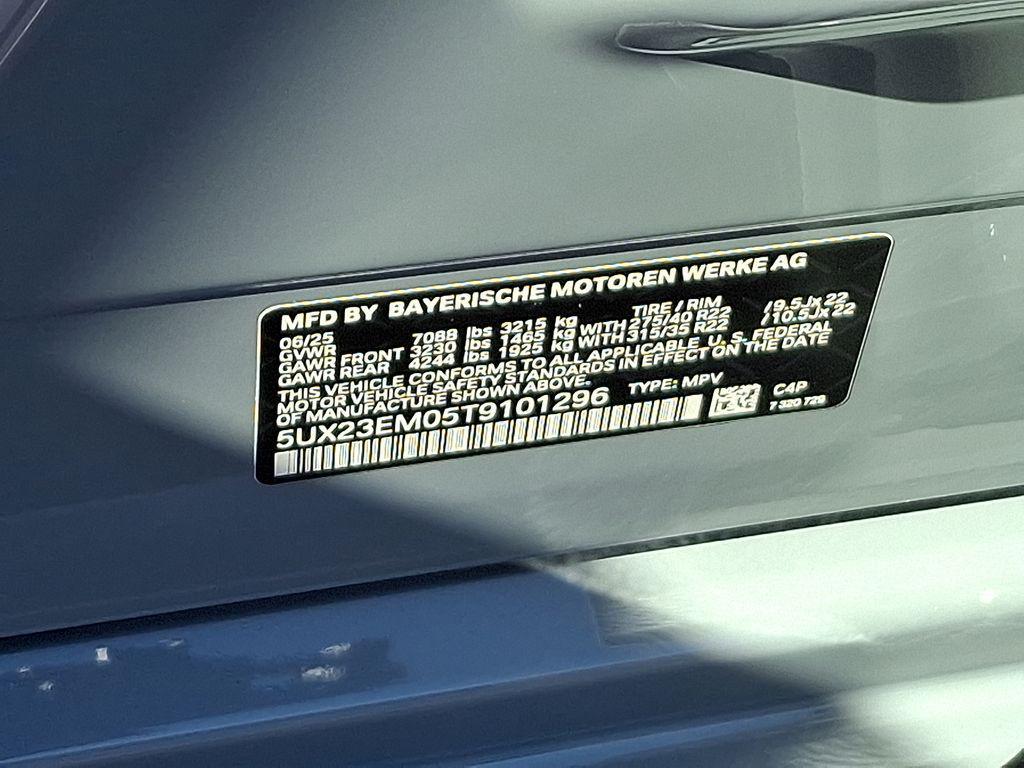 MFD BY BAYERISCHE MOTOREN WERKE AG
06/25 TIRE / RIM
GVWR 7088 lbs 3215 kg
GAWR FRONT 3230 lbs 1465 kg WITH 275/40 R22 /9.5Jx22
GAWR REAR 4244 lbs 1925 kg WITH 315/35 R22 /10.5Jx22
THIS VEHICLE CONFORMS TO ALL APPLICABLE U. S. FEDERAL
MOTOR VEHICLE SAFETY STANDARDS IN EFFECT ON THE DATE
OF MANUFACTURE SHOWN ABOVE.
5UX23EM05T9101296 TYPE: MPV
C4P
7 320 729